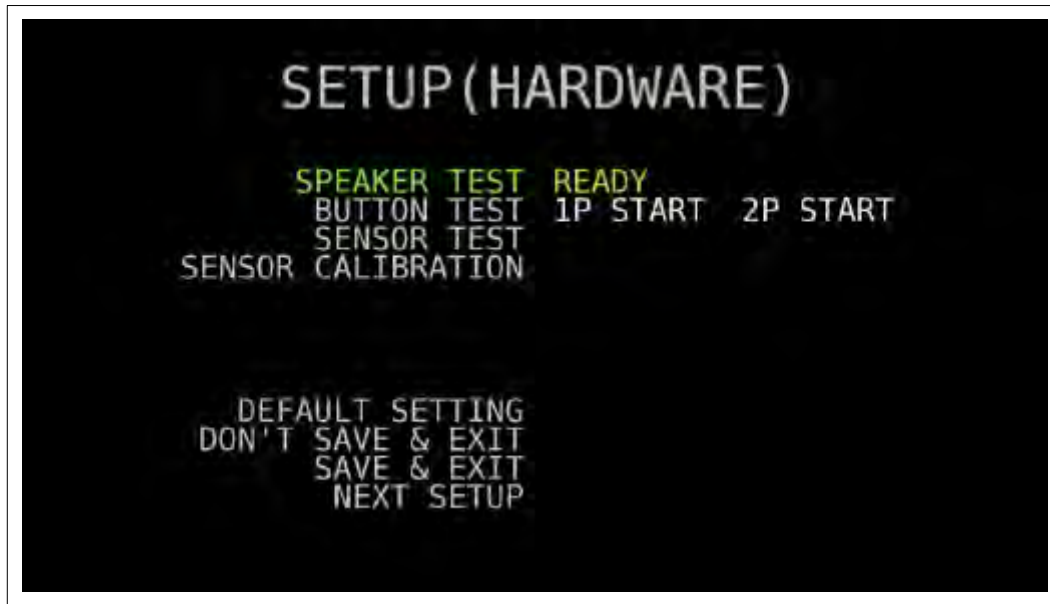 SETUP(HARDWARE)
SPEAKER TEST READY
BUTTON TEST 1P START 2P START
SENSOR TEST
SENSOR CALIBRATION
DEFAULT SETTING
DON'T SAVE & EXIT
SAVE & EXIT
NEXT SETUP